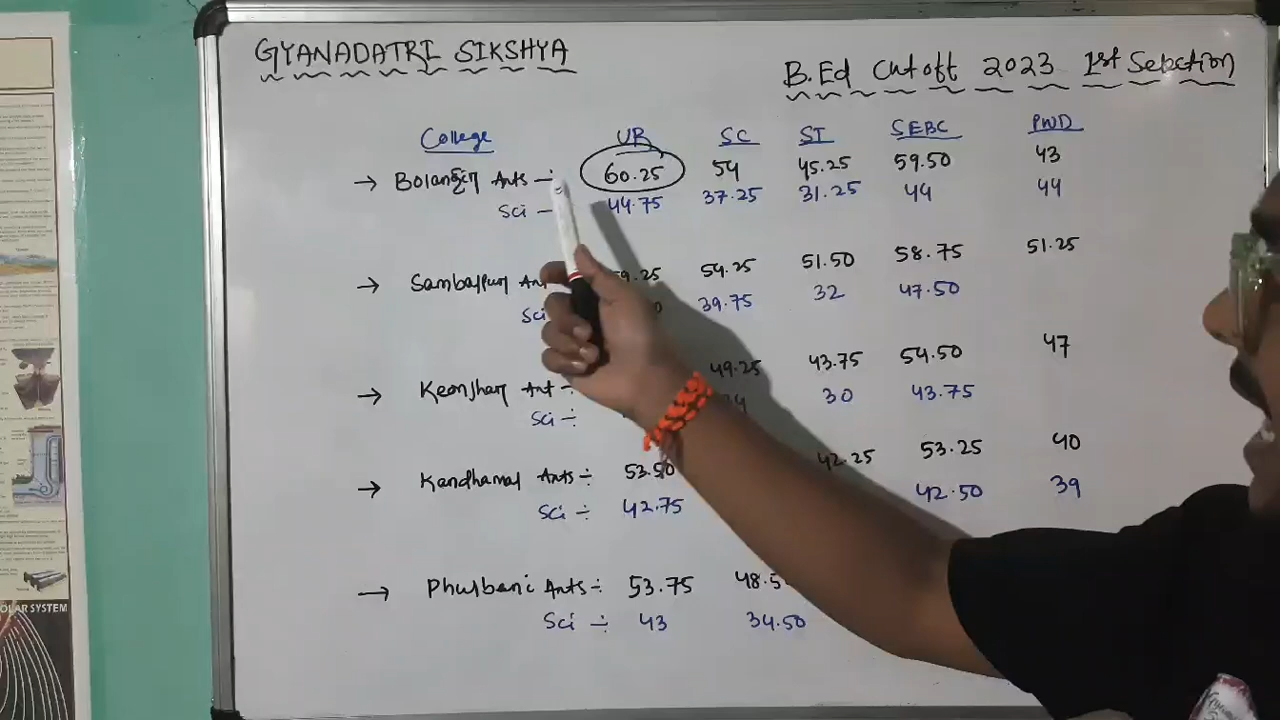 GYANADATRI SIKSHYA
B.Ed Cutoff 2023 1st Selection
College UR SC ST SEBC PWD
→ Bolangir Arts ÷ 60.25 54 45.25 59.50 43
Sci – 44.75 37.25 31.25 44 44
→ Sambalpur 54.25 51.50 58.75 51.25
Sci 39.75 32 47.50
→ Keonjhar Art ÷ 49.25 43.75 54.50 47
Sci ÷ 30 43.75
→ Kandhamal Arts ÷ 53.50 42.25 53.25 40
Sci ÷ 42.75 42.50 39
→ Phulbani Arts ÷ 53.75
Sci ÷ 43 34.50
OLAR SYSTEM